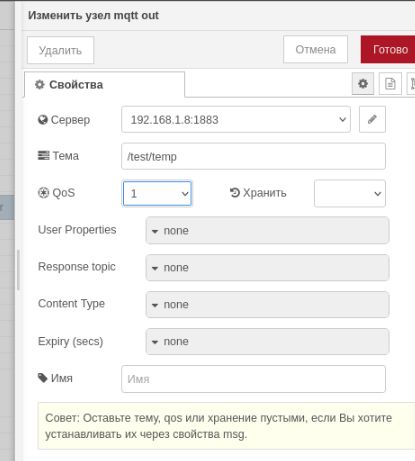 Изменить узел mqtt out
Удалить
Отмена
Готово
Свойства
Сервер
192.168.1.8:1883
Тема
/test/temp
QoS
1
Хранить
User Properties
none
Response topic
none
Content Type
none
Expiry (secs)
none
Имя
Имя
Совет: Оставьте тему, qos или хранение пустыми, если Вы хотите
устанавливать их через свойства msg.